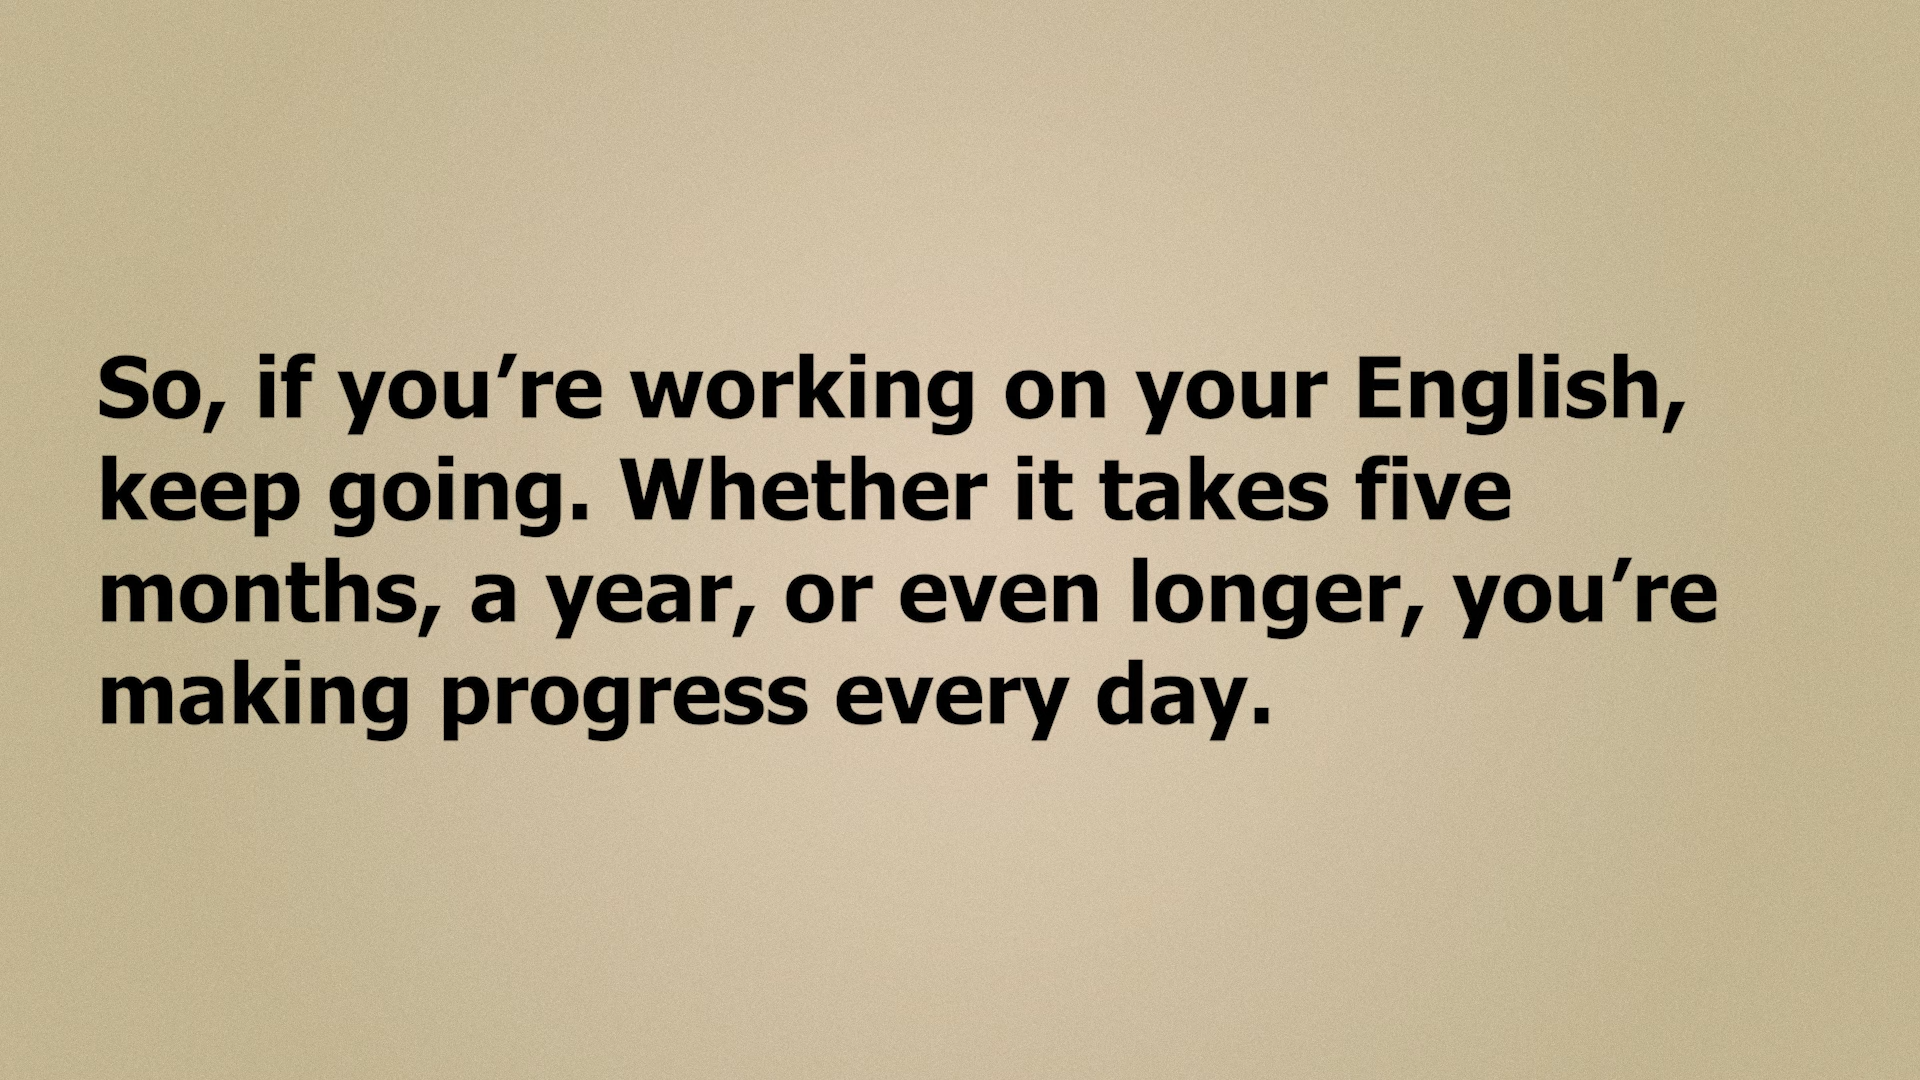 So, if you’re working on your English,
keep going. Whether it takes five
months, a year, or even longer, you’re
making progress every day.